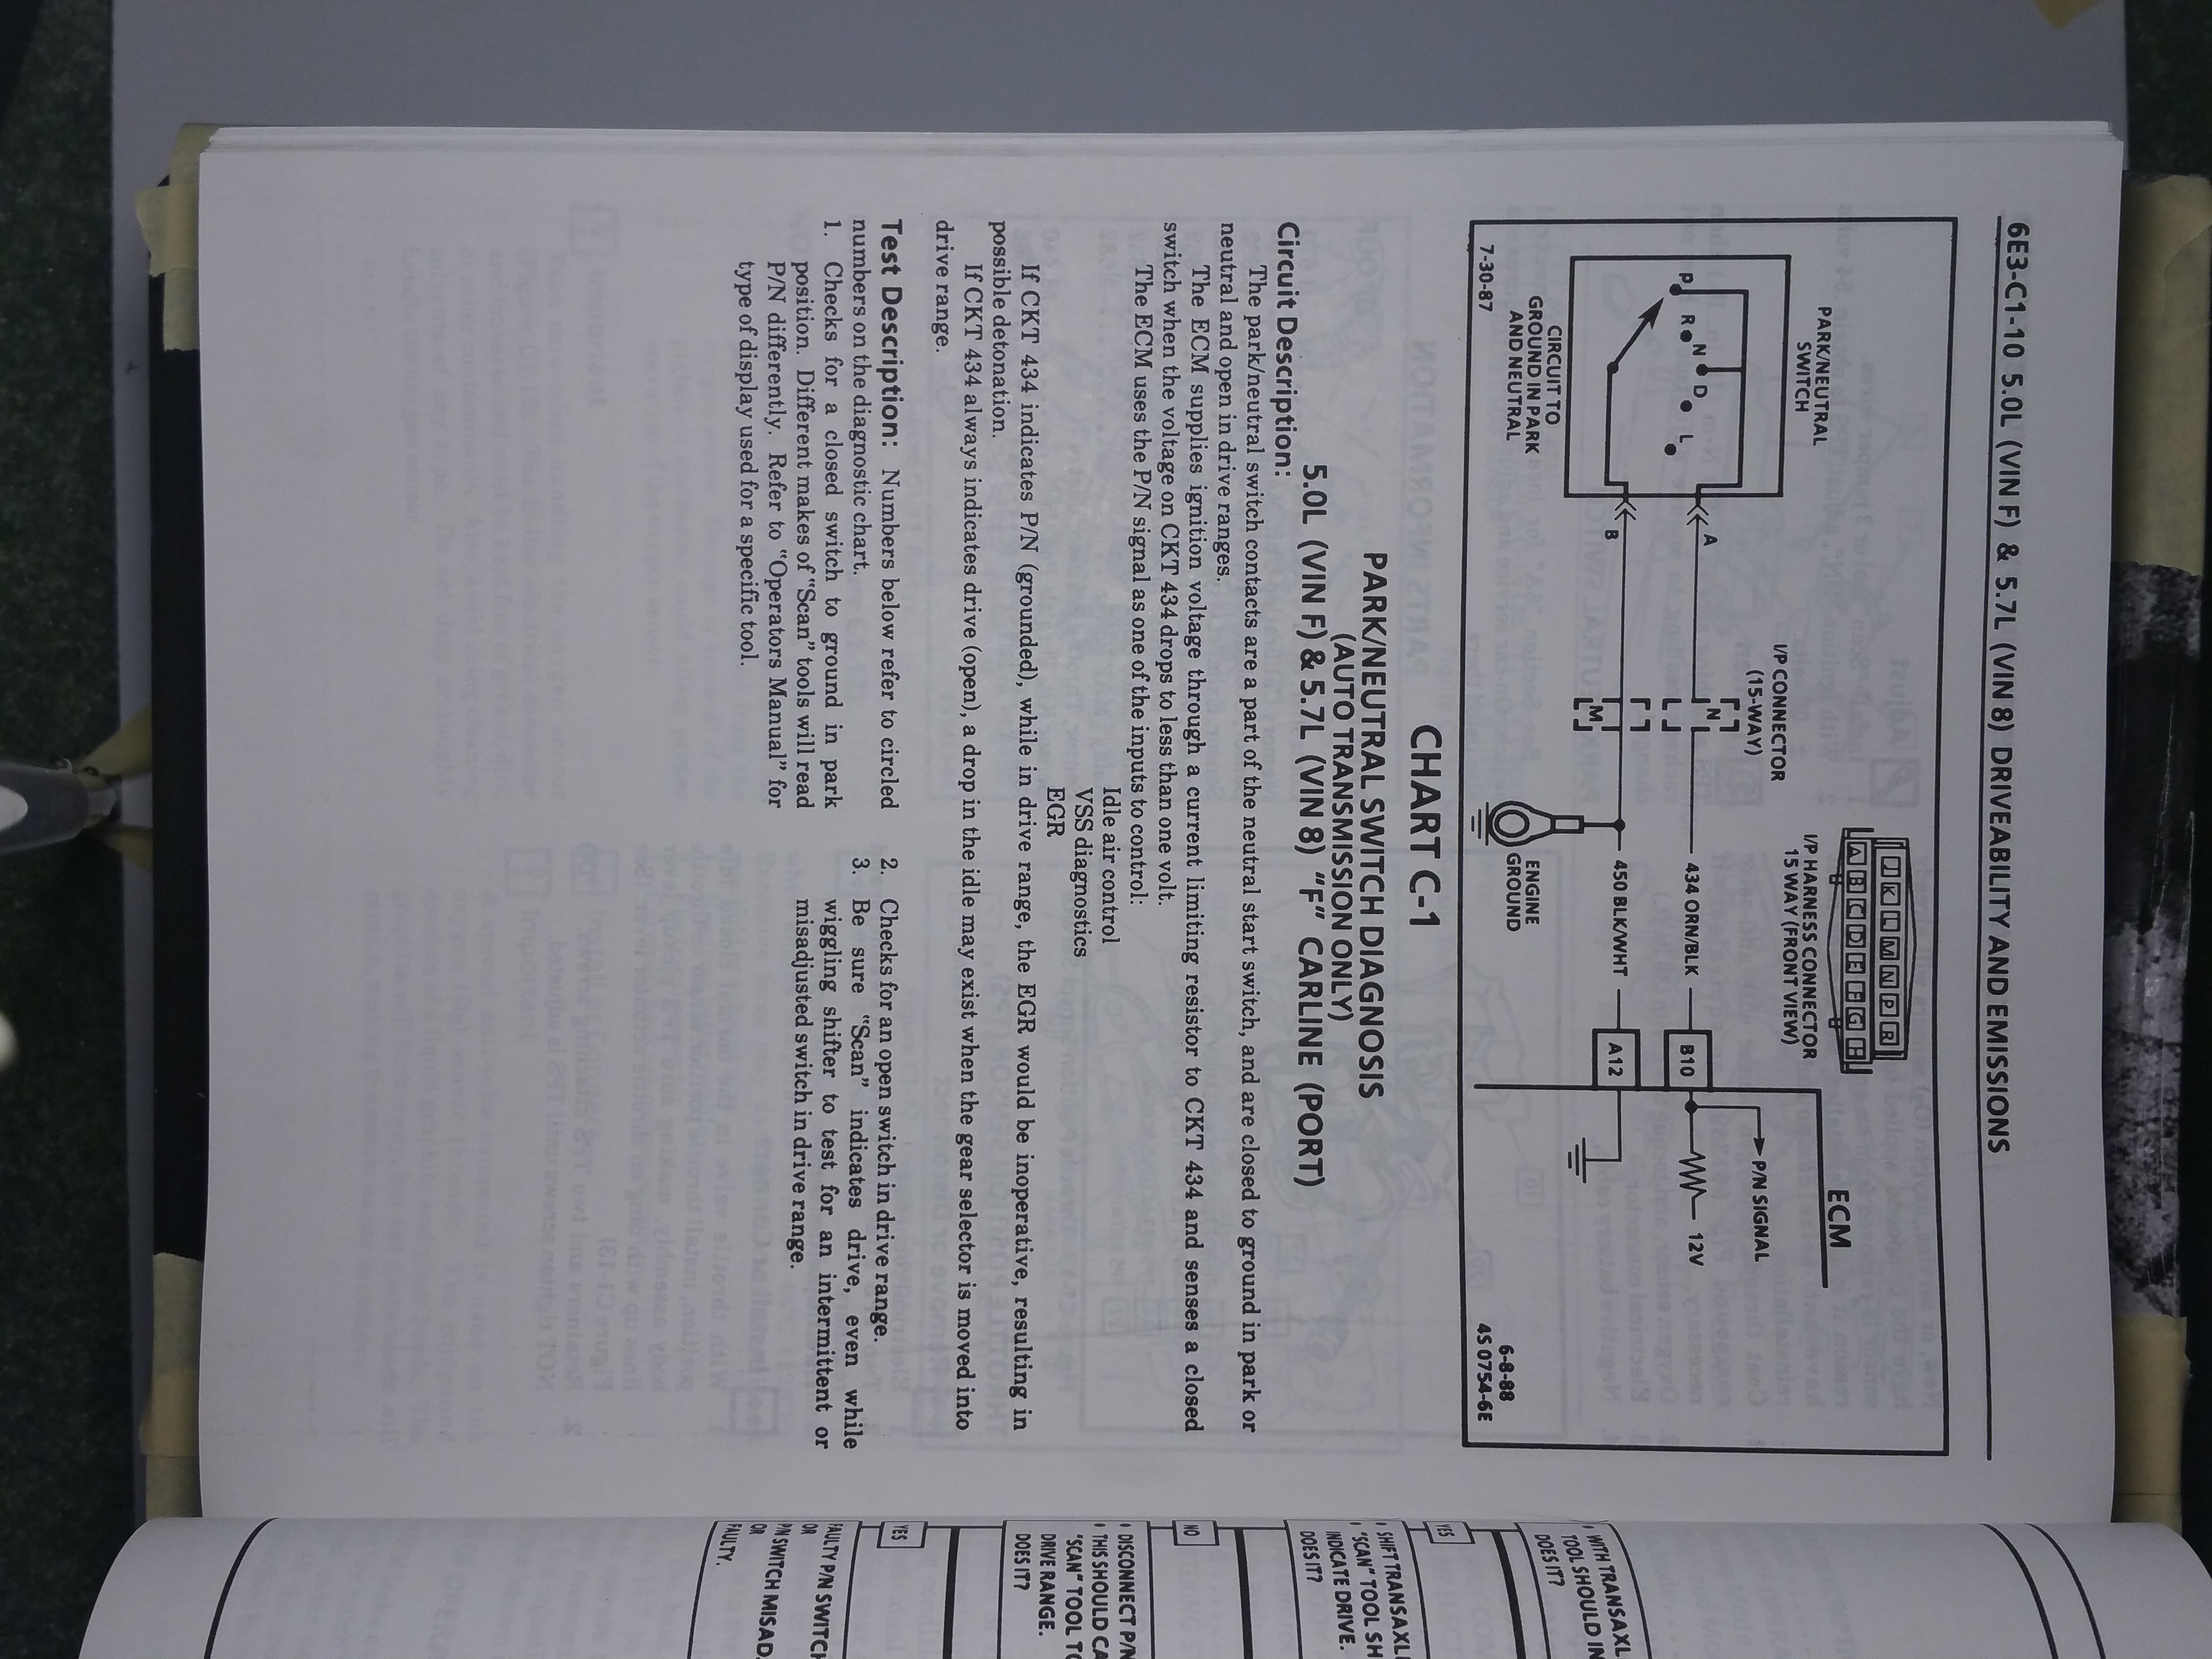 6E3-C1-10 5.0L (VIN F) & 5.7L (VIN 8) DRIVEABILITY AND EMISSIONS
PARK/NEUTRAL
SWITCH
P
R
N
D
L
CIRCUIT TO
GROUND IN PARK
AND NEUTRAL
7-30-87
A
B
I/P CONNECTOR
(15-WAY)
N
M
J K L M N P R
A B C D E F G H
I/P HARNESS CONNECTOR
15 WAY (FRONT VIEW)
434 ORN/BLK
450 BLK/WHT
ENGINE
GROUND
B10
A12
ECM
P/N SIGNAL
12V
6-8-88
4S 0754-6E
CHART C-1
PARK/NEUTRAL SWITCH DIAGNOSIS
(AUTO TRANSMISSION ONLY)
5.0L (VIN F) & 5.7L (VIN 8) "F" CARLINE (PORT)
Circuit Description:
The park/neutral switch contacts are a part of the neutral start switch, and are closed to ground in park or
neutral and open in drive ranges.
The ECM supplies ignition voltage through a current limiting resistor to CKT 434 and senses a closed
switch when the voltage on CKT 434 drops to less than one volt.
The ECM uses the P/N signal as one of the inputs to control:
Idle air control
VSS diagnostics
EGR
If CKT 434 indicates P/N (grounded), while in drive range, the EGR would be inoperative, resulting in
possible detonation.
If CKT 434 always indicates drive (open), a drop in the idle may exist when the gear selector is moved into
drive range.
Test Description: Numbers below refer to circled
numbers on the diagnostic chart.
1. Checks for a closed switch to ground in park
position. Different makes of "Scan" tools will read
P/N differently. Refer to "Operators Manual" for
type of display used for a specific tool.
2. Checks for an open switch in drive range.
3. Be sure "Scan" indicates drive, even while
wiggling shifter to test for an intermittent or
misadjusted switch in drive range.
• WITH TRANSAXL
TOOL SHOULD IN
DOES IT?
YES
• SHIFT TRANSAXL
• "SCAN" TOOL SH
INDICATE DRIVE.
DOES IT?
NO
• DISCONNECT P/N
• THIS SHOULD CA
"SCAN" TOOL TO
DRIVE RANGE.
DOES IT?
YES
FAULTY P/N SWITCH
OR
P/N SWITCH MISAD
OR
FAULTY.